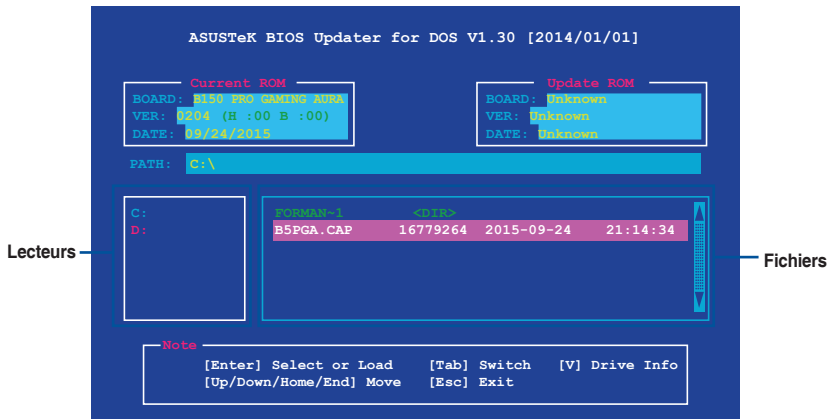 ASUSTeK BIOS Updater for DOS V1.30 [2014/01/01]
Current ROM
BOARD: B150 PRO GAMING AURA
VER: 0204 (H :00 B :00)
DATE: 09/24/2015
Update ROM
BOARD: Unknown
VER: Unknown
DATE: Unknown
PATH: C:\
Lecteurs
C:
D:
FORMAN~1 <DIR>
B5PGA.CAP 16779264 2015-09-24 21:14:34
Fichiers
Note
[Enter] Select or Load [Tab] Switch [V] Drive Info
[Up/Down/Home/End] Move [Esc] Exit